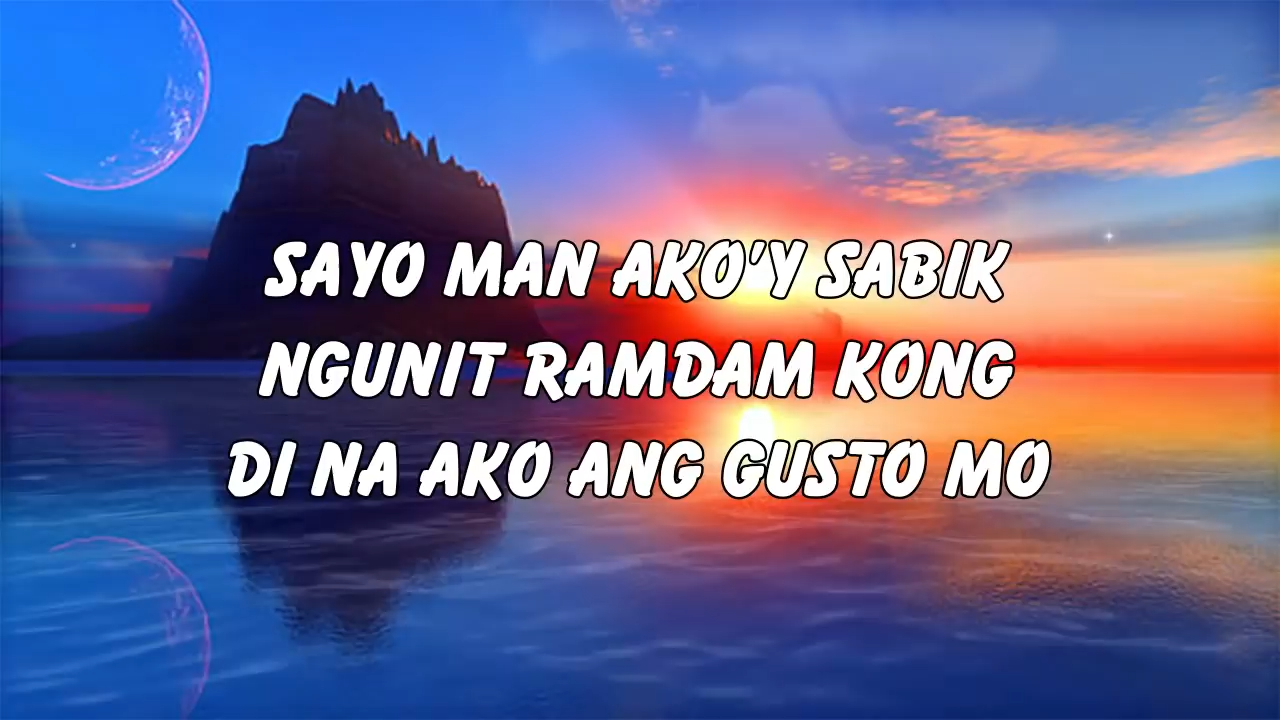 SAYO MAN AKO'Y SABIK
NGUNIT RAMDAM KONG
DI NA AKO ANG GUSTO MO